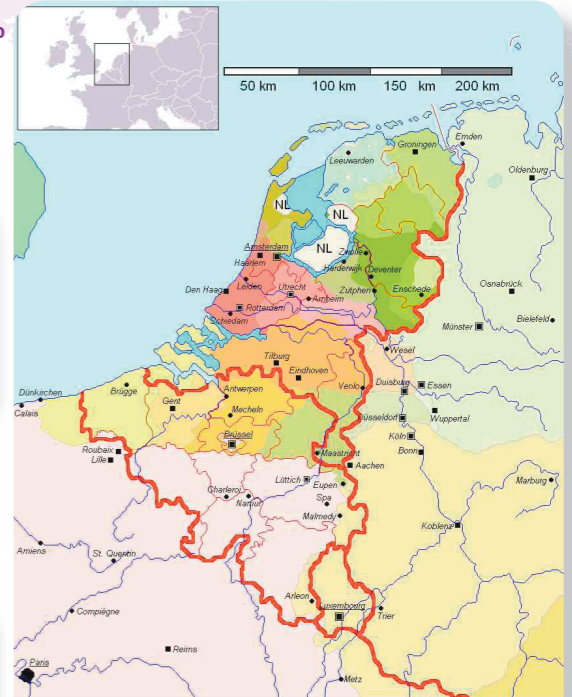 50 km 100 km 150 km 200 km
Emden
Groningen
Leeuwarden
Oldenburg
NL
NL
NL
Amsterdam
Zwolle
Haarlem
Harderwijk
Deventer
Leiden
Utrecht
Zutphen
Enschede
Osnabrück
Den Haag
Arnheim
Rotterdam
Schiedam
Münster
Bielefeld
Wesel
Tilburg
Eindhoven
Venlo
Duisburg
Essen
Dünkirchen
Brügge
Antwerpen
Calais
Gent
Mecheln
Düsseldorf
Wuppertal
Brüssel
Köln
Roubaix
Lille
Maastricht
Bonn
Aachen
Lüttich
Eupen
Marburg
Charleroi
Namur
Spa
Malmedy
Koblenz
Amiens
St. Quentin
Arleon
Luxembourg
Compiègne
Trier
Reims
Paris
Metz